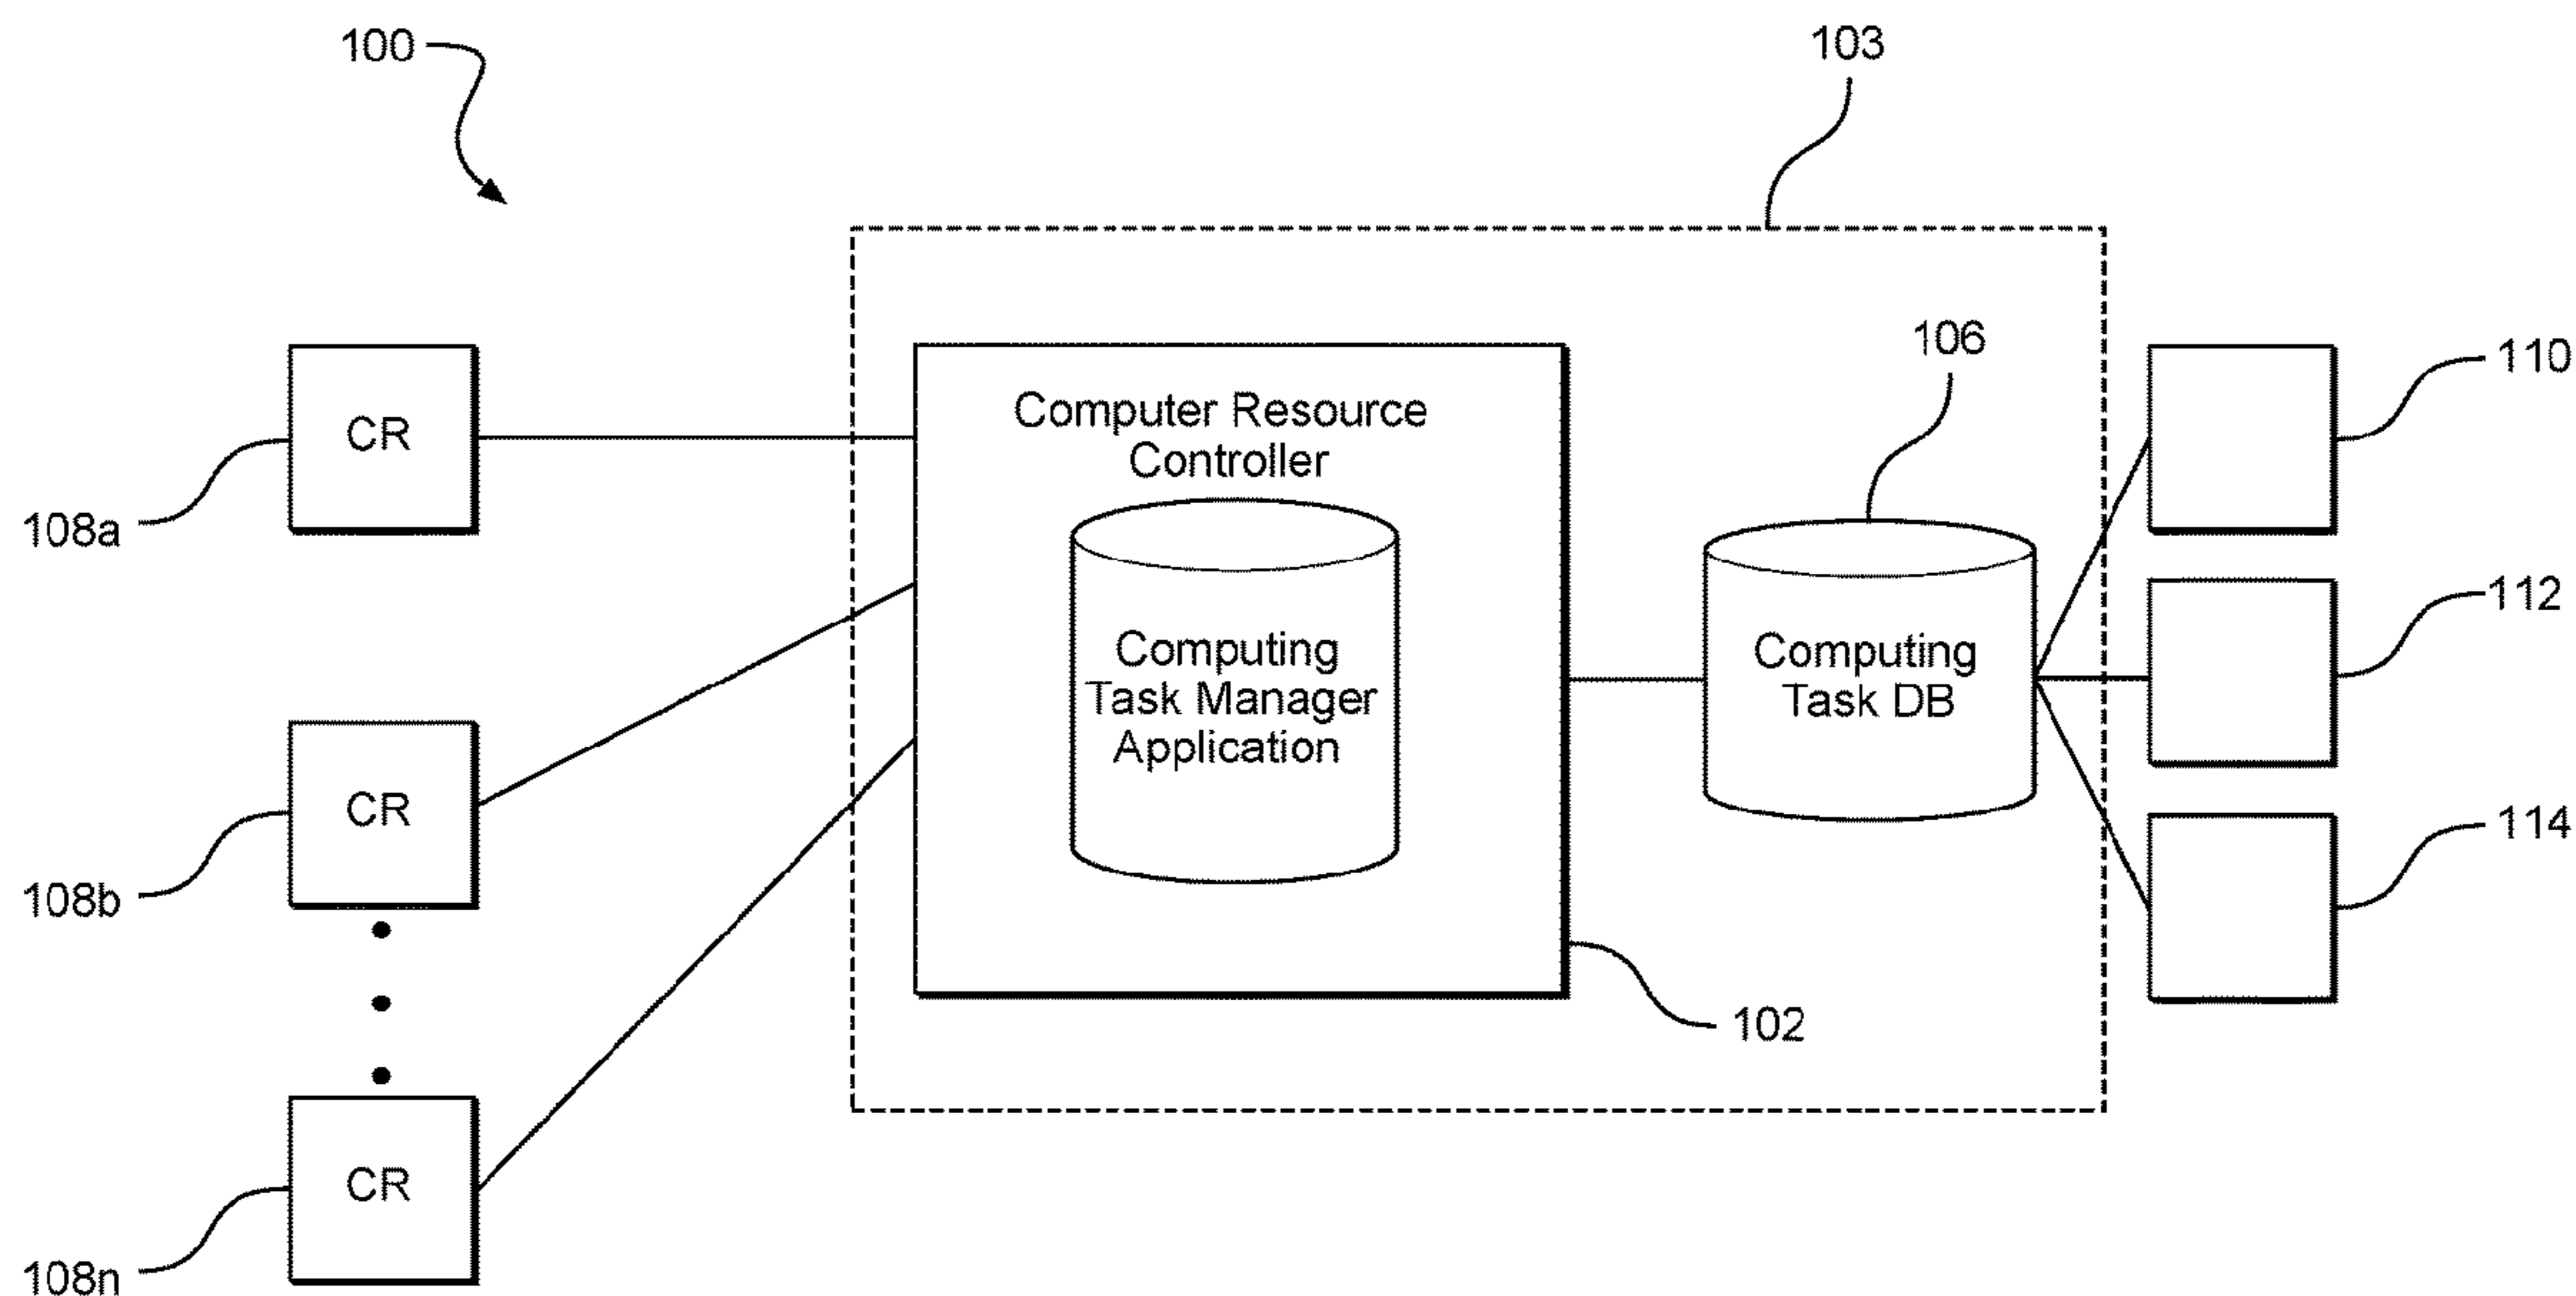 100
103
106
110
Computer Resource
Controller
CR
108a
112
Computing
Task Manager
Application
Computing
Task DB
CR
108b
114
102
CR
108n